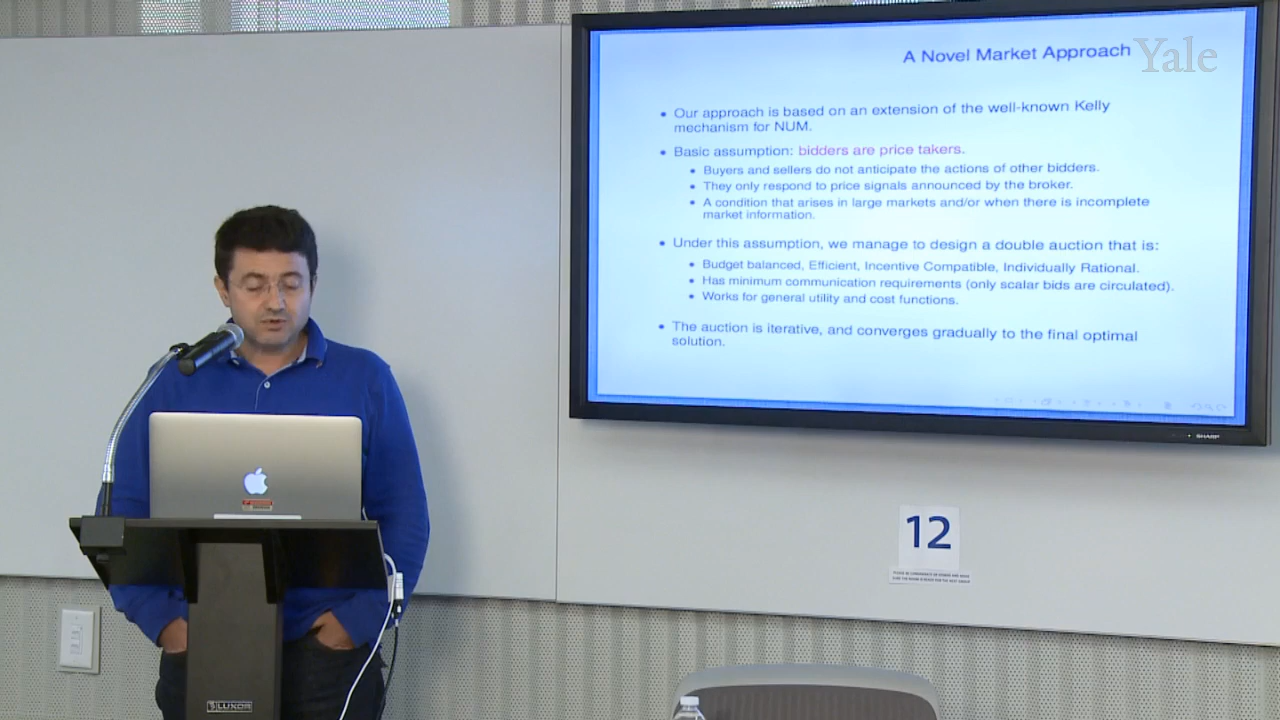 A Novel Market Approach
Yale
• Our approach is based on an extension of the well-known Kelly
mechanism for NUM.
• Basic assumption: bidders are price takers.
• Buyers and sellers do not anticipate the actions of other bidders.
• They only respond to price signals announced by the broker.
• A condition that arises in large markets and/or when there is incomplete
market information.
• Under this assumption, we manage to design a double auction that is:
• Budget balanced, Efficient, Incentive Compatible, Individually Rational.
• Has minimum communication requirements (only scalar bids are circulated).
• Works for general utility and cost functions.
• The auction is iterative, and converges gradually to the final optimal
solution.
SHARP
12
LUXOR